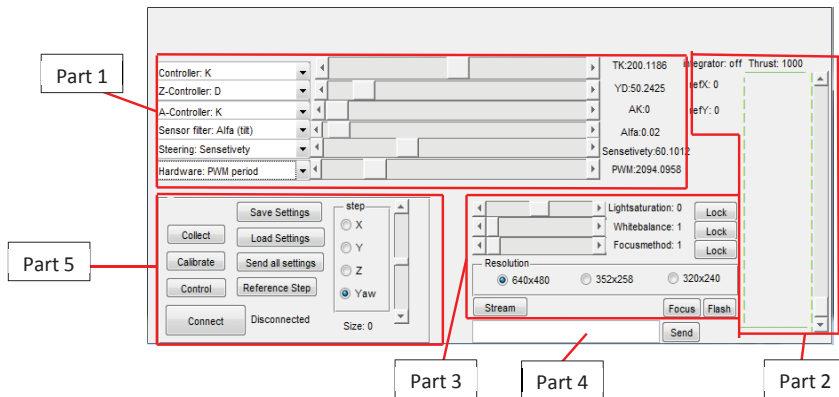 Part 1
Controller: K
TK:200.1186
Z-Controller: D
YD:50.2425
A-Controller: K
AK:0
Sensor filter: Alfa (tilt)
Alfa:0.02
Steering: Sensetivety
Sensetivety:60.1012
Hardware: PWM period
PWM:2094.0958
integrator: off Thrust: 1000
refX: 0
refY: 0
Part 5
Collect
Calibrate
Control
Connect
Save Settings
Load Settings
Send all settings
Reference Step
Disconnected
step
X
Y
Z
Yaw
Size: 0
Lightsaturation: 0 Lock
Whitebalance: 1 Lock
Focusmethod: 1 Lock
Resolution
640x480 352x258 320x240
Stream Focus Flash
Send
Part 3
Part 4
Part 2